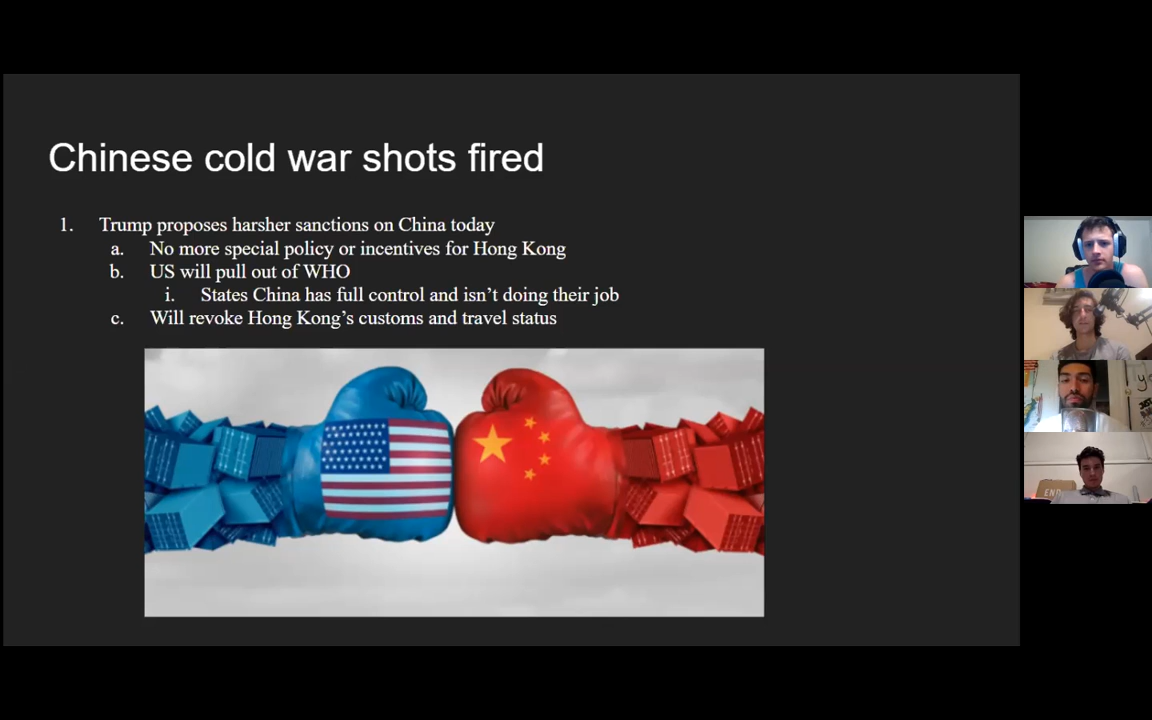 Chinese cold war shots fired
1. Trump proposes harsher sanctions on China today
a. No more special policy or incentives for Hong Kong
b. US will pull out of WHO
i. States China has full control and isn't doing their job
c. Will revoke Hong Kong's customs and travel status
END